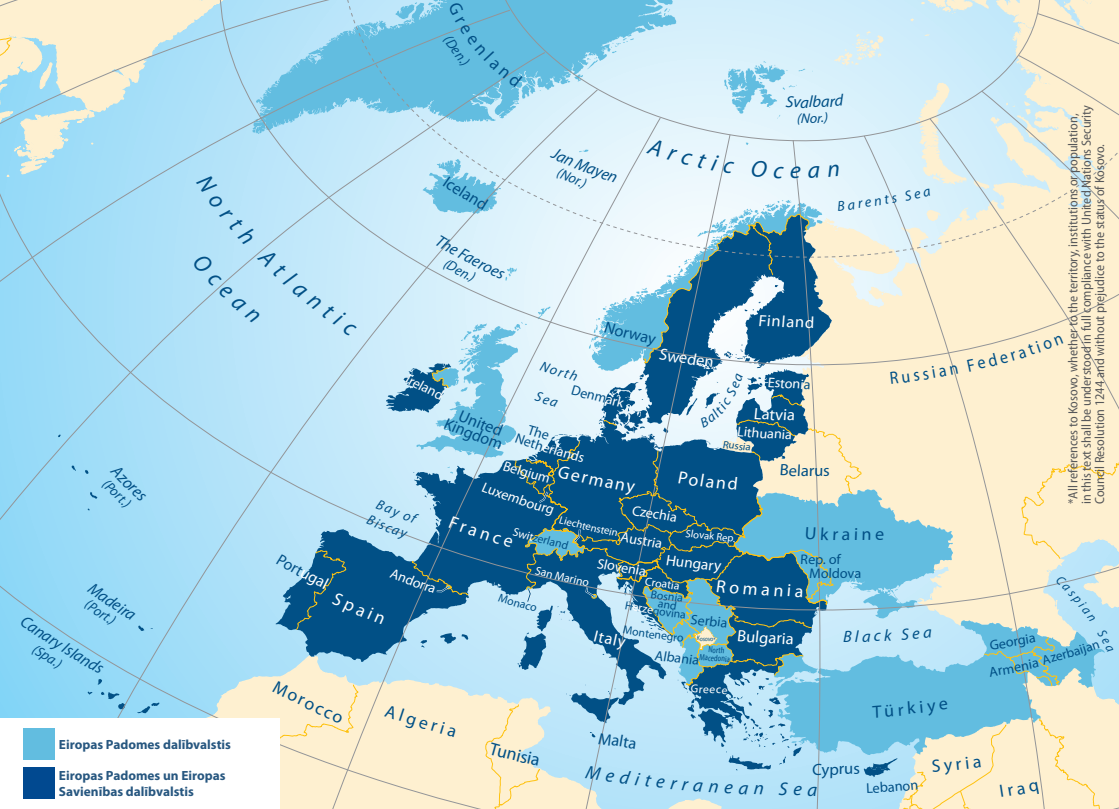 Greenland
(Den.)
Svalbard
(Nor.)
Arctic Ocean
Jan Mayen
(Nor.)
Barents Sea
Iceland
North Atlantic
Ocean
The Faeroes
(Den.)
Norway
Finland
Sweden
Russian Federation
North
Sea
Baltic Sea
Denmark
Estonia
Latvia
Lithuania
Russia
Ireland
United
Kingdom
The
Netherlands
Belgium
Germany
Poland
Belarus
Luxembourg
Czechia
Azores
(Port.)
Bay of
Biscay
France
Switzerland
Liechtenstein
Austria
Slovak Rep.
Ukraine
Slovenia
Hungary
Rep. of
Moldova
Portugal
Andorra
San Marino
Croatia
Romania
Caspian Sea
Madeira
(Port.)
Spain
Monaco
Bosnia
and
Herzegovina
Serbia
Italy
Montenegro
Kosovo*
Bulgaria
Black Sea
Georgia
Canary Islands
(Spa.)
Albania
North
Macedonia
Armenia
Azerbaijan
Greece
Türkiye
Morocco
Algeria
Tunisia
Malta
Mediterranean Sea
Cyprus
Lebanon
Syria
Iraq
*All references to Kosovo, whether to the territory, institutions or population,
in this text shall be understood in full compliance with United Nations Security
Council Resolution 1244 and without prejudice to the status of Kosovo.
Eiropas Padomes dalībvalstis
Eiropas Padomes un Eiropas
Savienības dalībvalstis